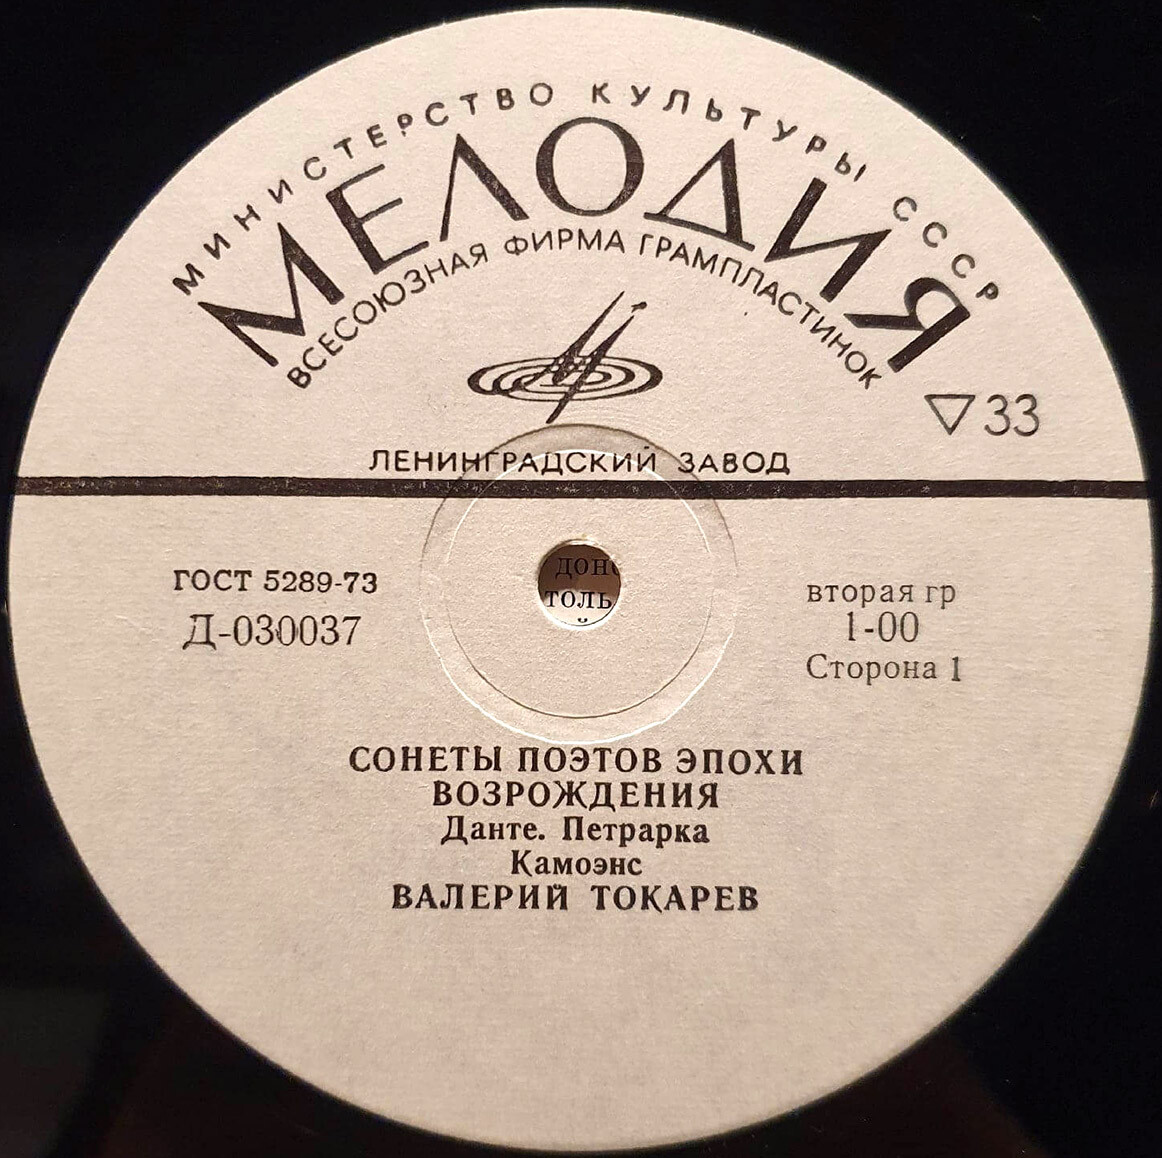 МИНИСТЕРСТВО КУЛЬТУРЫ СССР
МЕЛОДИЯ
ВСЕСОЮЗНАЯ ФИРМА ГРАМПЛАСТИНОК
▽33
ЛЕНИНГРАДСКИЙ ЗАВОД
ГОСТ 5289-73
Д-030037
вторая гр
1-00
Сторона 1
СОНЕТЫ ПОЭТОВ ЭПОХИ
ВОЗРОЖДЕНИЯ
Данте. Петрарка
Камоэнс
ВАЛЕРИЙ ТОКАРЕВ